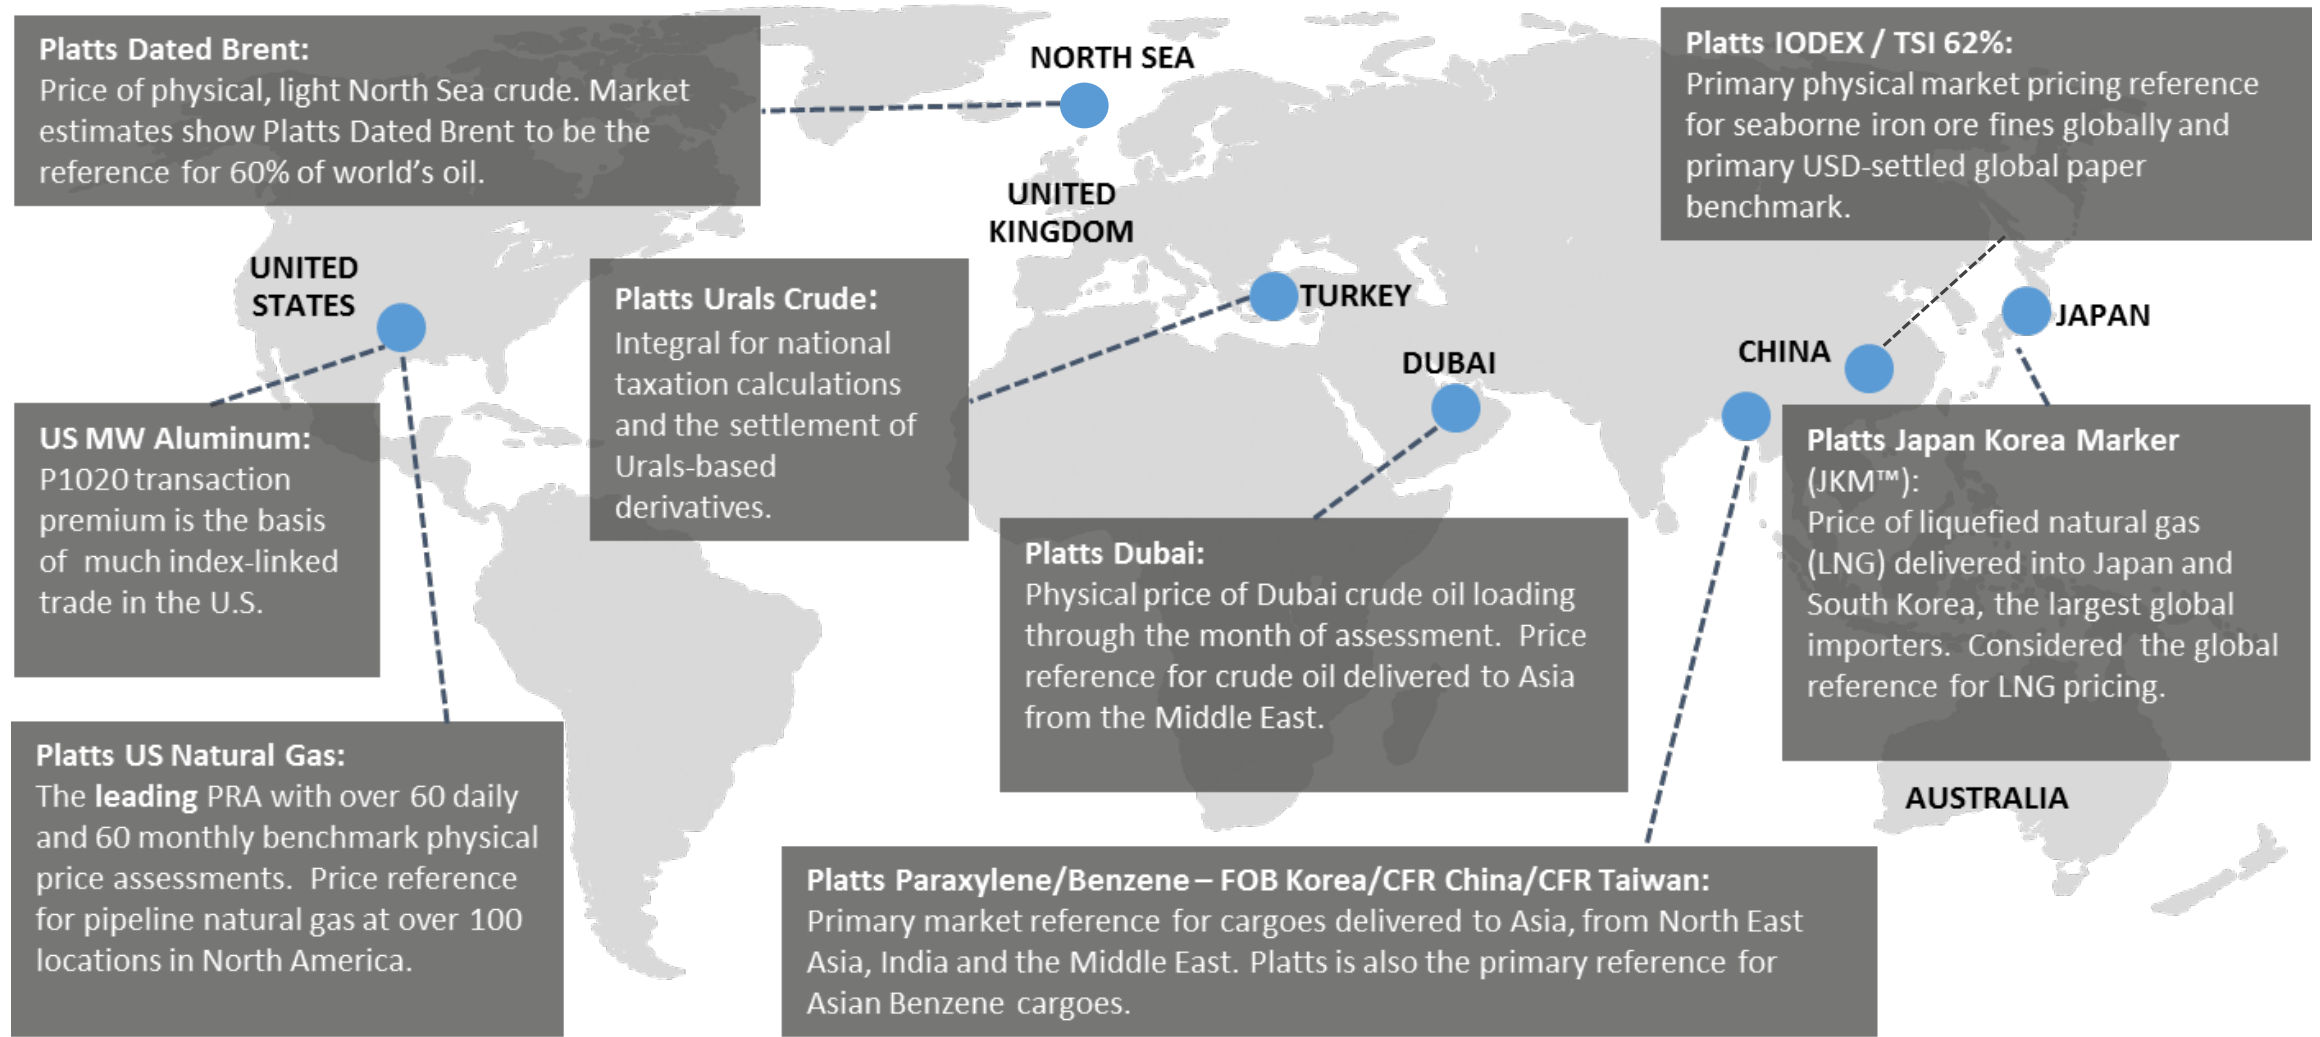 Platts Dated Brent:
Price of physical, light North Sea crude. Market
estimates show Platts Dated Brent to be the
reference for 60% of world’s oil.
NORTH SEA
Platts IODEX / TSI 62%:
Primary physical market pricing reference
for seaborne iron ore fines globally and
primary USD-settled global paper
benchmark.
UNITED
KINGDOM
UNITED
STATES
Platts Urals Crude:
Integral for national
taxation calculations
and the settlement of
Urals-based
derivatives.
TURKEY
DUBAI
CHINA
JAPAN
US MW Aluminum:
P1020 transaction
premium is the basis
of much index-linked
trade in the U.S.
Platts Japan Korea Marker
(JKM™):
Price of liquefied natural gas
(LNG) delivered into Japan and
South Korea, the largest global
importers. Considered the global
reference for LNG pricing.
Platts Dubai:
Physical price of Dubai crude oil loading
through the month of assessment. Price
reference for crude oil delivered to Asia
from the Middle East.
Platts US Natural Gas:
The leading PRA with over 60 daily
and 60 monthly benchmark physical
price assessments. Price reference
for pipeline natural gas at over 100
locations in North America.
AUSTRALIA
Platts Paraxylene/Benzene – FOB Korea/CFR China/CFR Taiwan:
Primary market reference for cargoes delivered to Asia, from North East
Asia, India and the Middle East. Platts is also the primary reference for
Asian Benzene cargoes.